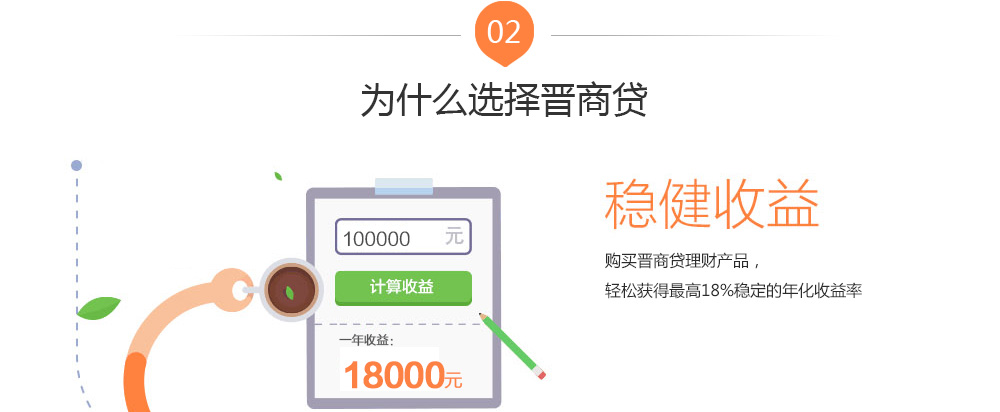 02
为什么选择晋商贷
稳健收益
购买晋商贷理财产品，
轻松获得最高18%稳定的年化收益率
100000 元
计算收益
一年收益：
18000元